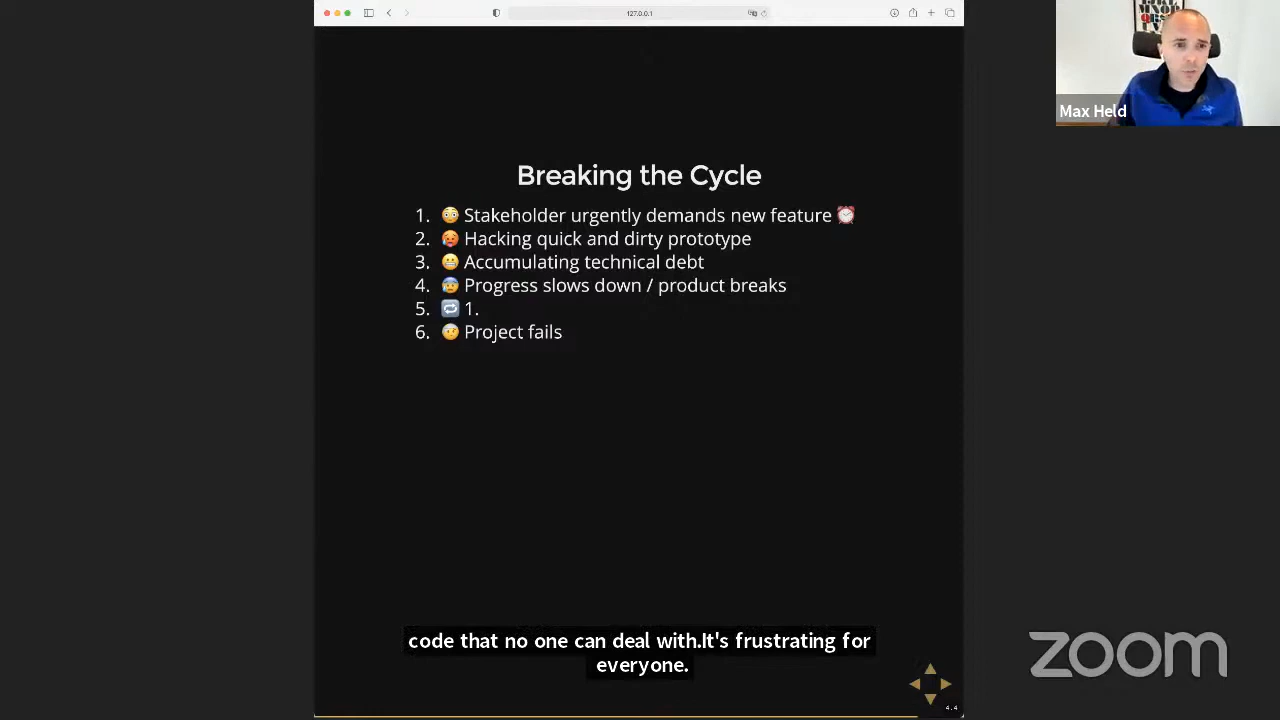 127.0.0.1
Max Held
Breaking the Cycle
1. 😳 Stakeholder urgently demands new feature ⏰
2. 🥵 Hacking quick and dirty prototype
3. 😬 Accumulating technical debt
4. 😰 Progress slows down / product breaks
5. 🔁 1.
6. 🤕 Project fails
code that no one can deal with.It's frustrating for
everyone.
zoom
4.4